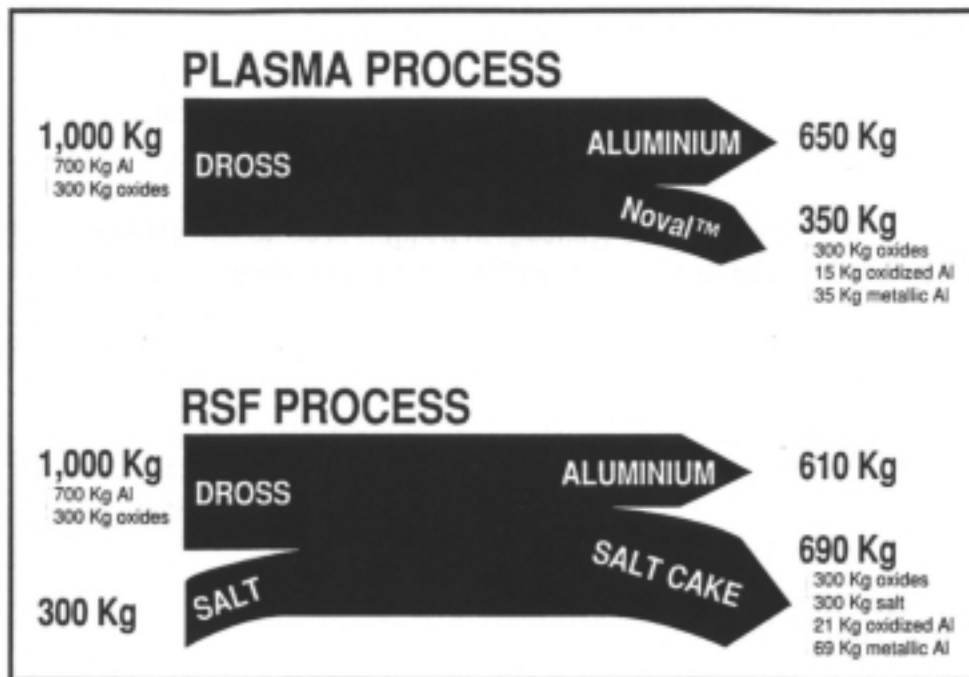 PLASMA PROCESS
1,000 Kg
700 Kg Al
300 Kg oxides
DROSS
ALUMINIUM
650 Kg
Noval™
350 Kg
300 Kg oxides
15 Kg oxidized Al
35 Kg metallic Al
RSF PROCESS
1,000 Kg
700 Kg Al
300 Kg oxides
DROSS
ALUMINIUM
610 Kg
SALT
300 Kg
SALT CAKE
690 Kg
300 Kg oxides
300 Kg salt
21 Kg oxidized Al
69 Kg metallic Al